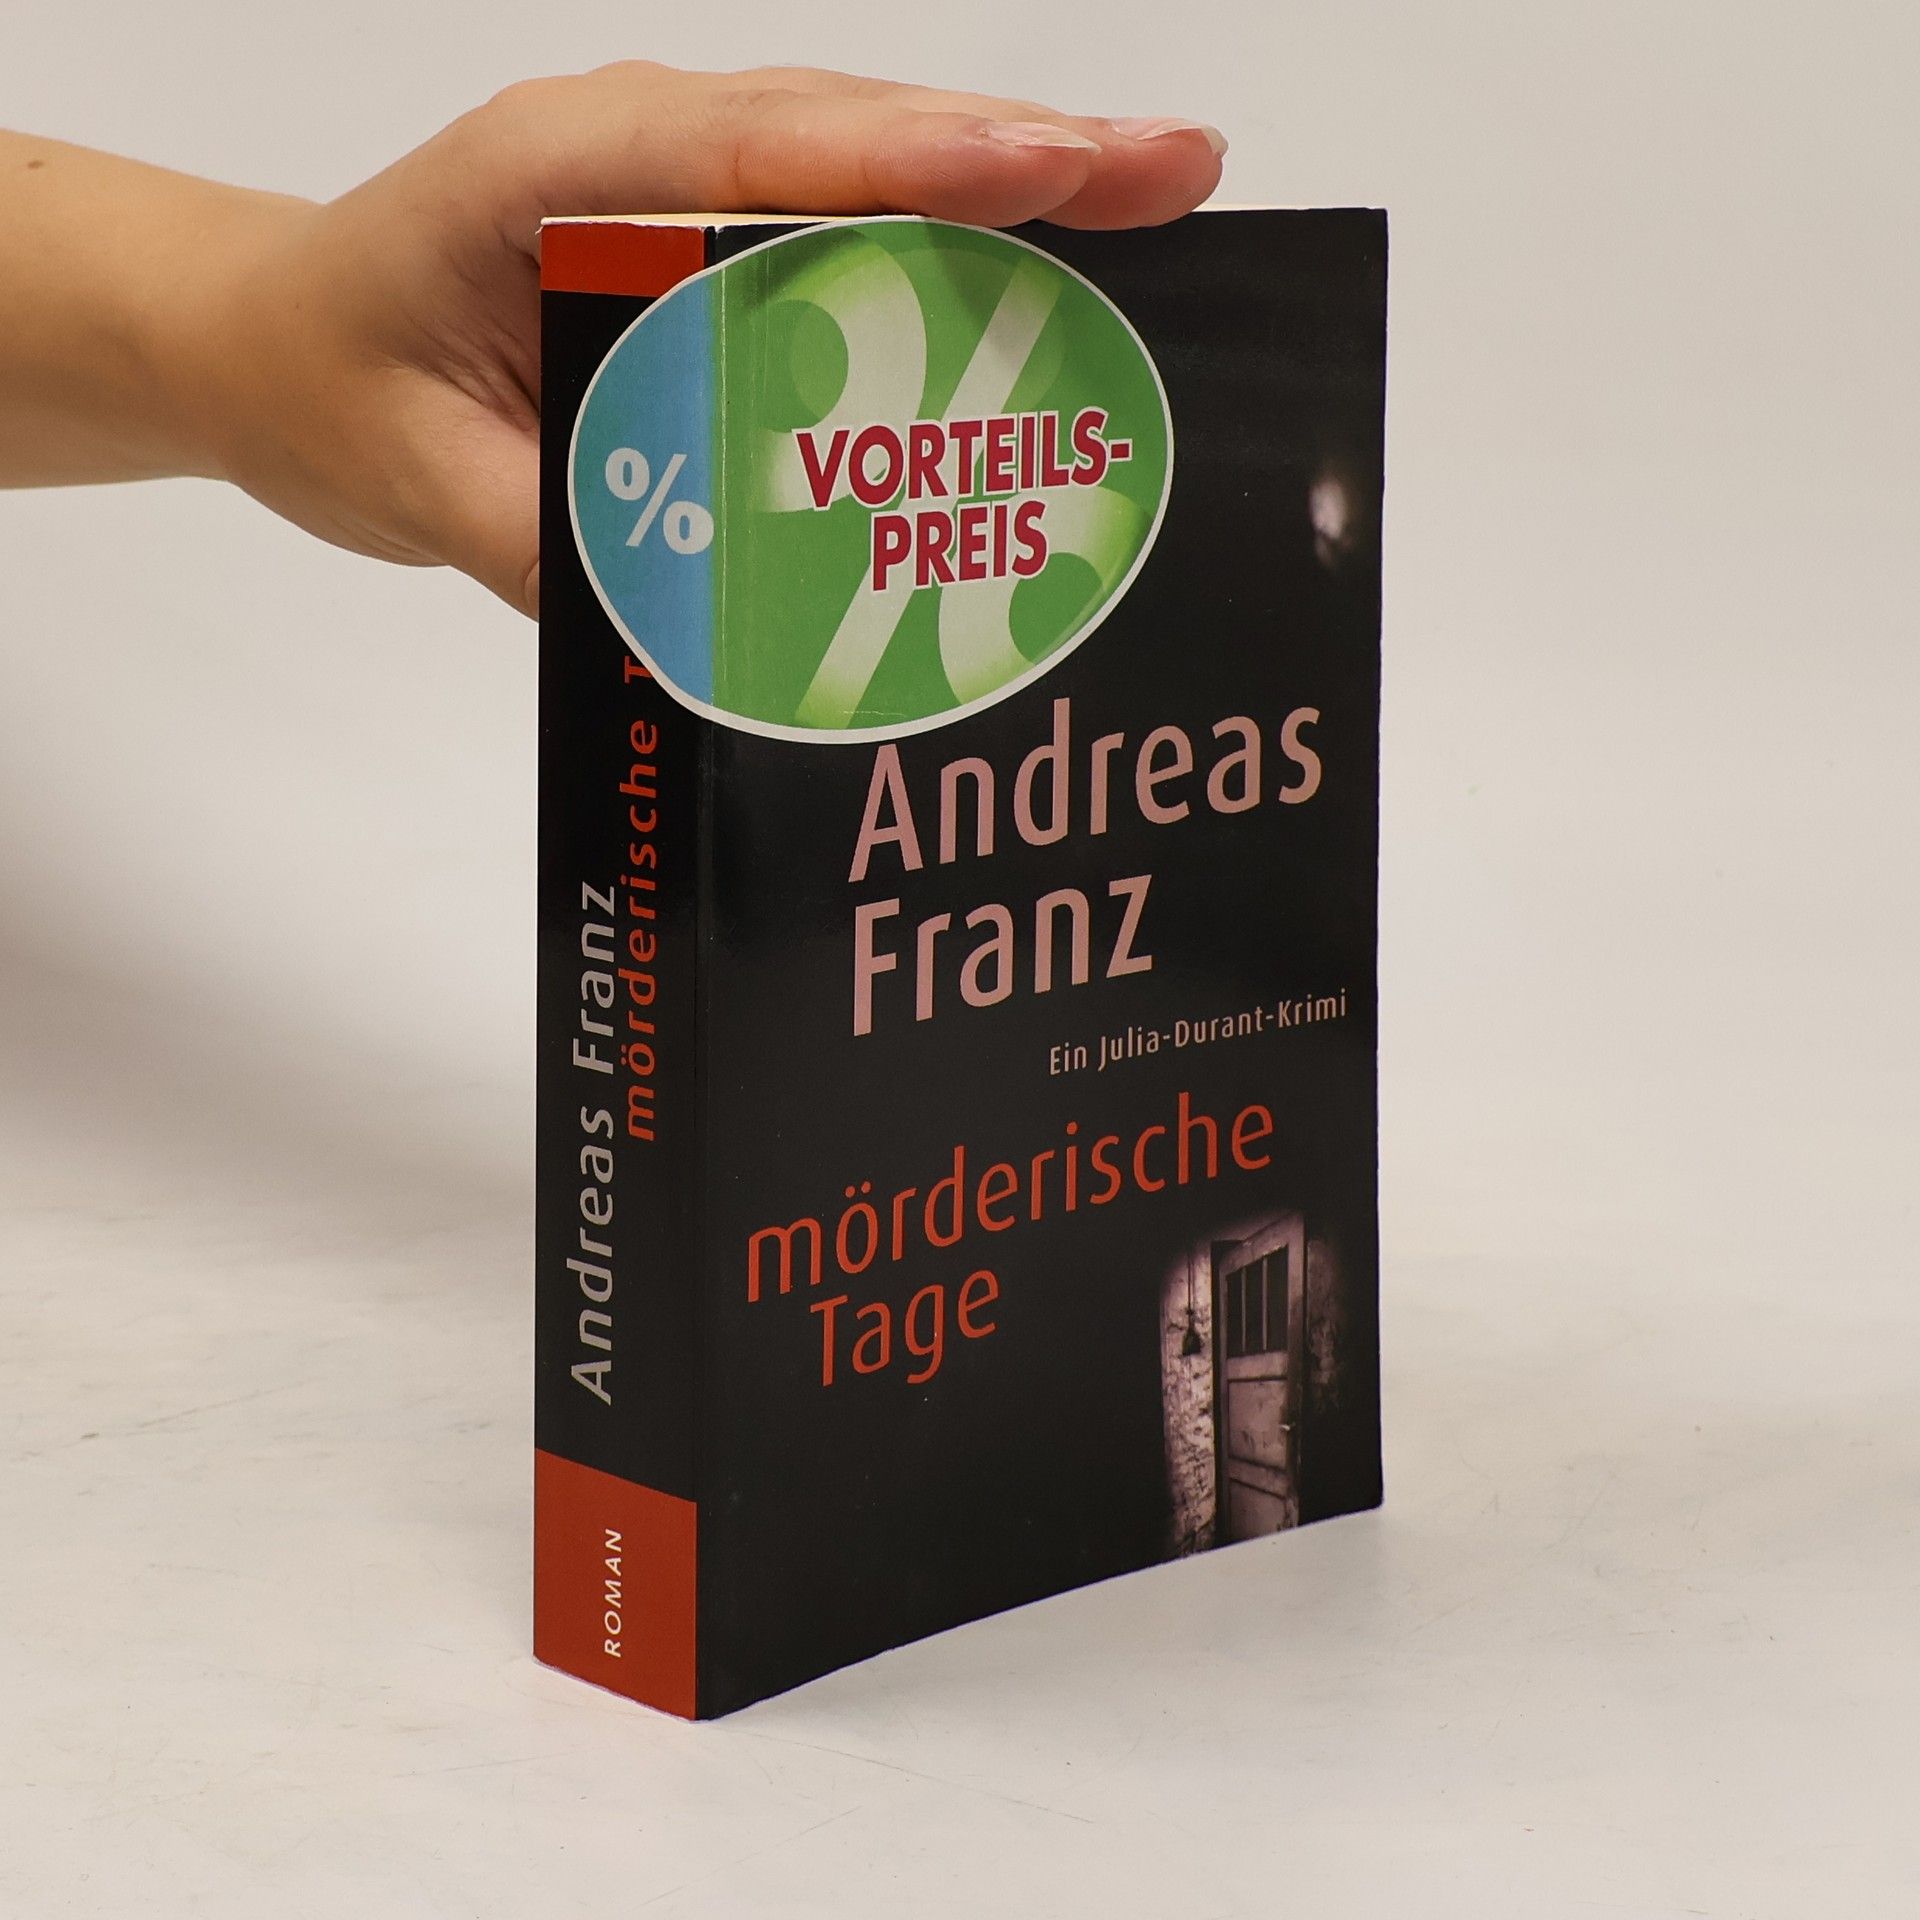 %
VORTEILS-
PREIS
Andreas
Franz
Ein Julia-Durant-Krimi
mörderische
Tage
Andreas Franz
mörderische T
ROMAN